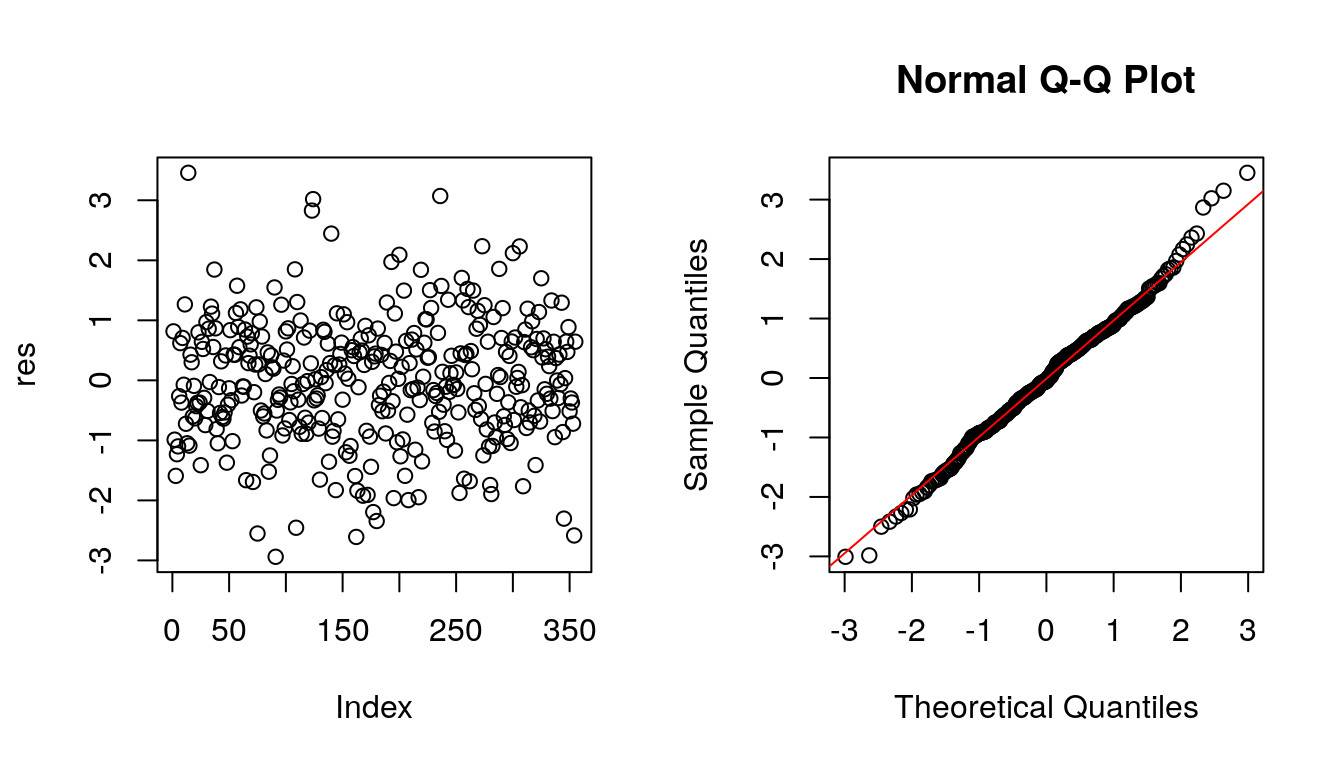 res
3
2
1
0
-1
-2
-3
0 50 150 250 350
Index
Normal Q-Q Plot
Sample Quantiles
3
2
1
0
-1
-2
-3
-3 -2 -1 0 1 2 3
Theoretical Quantiles